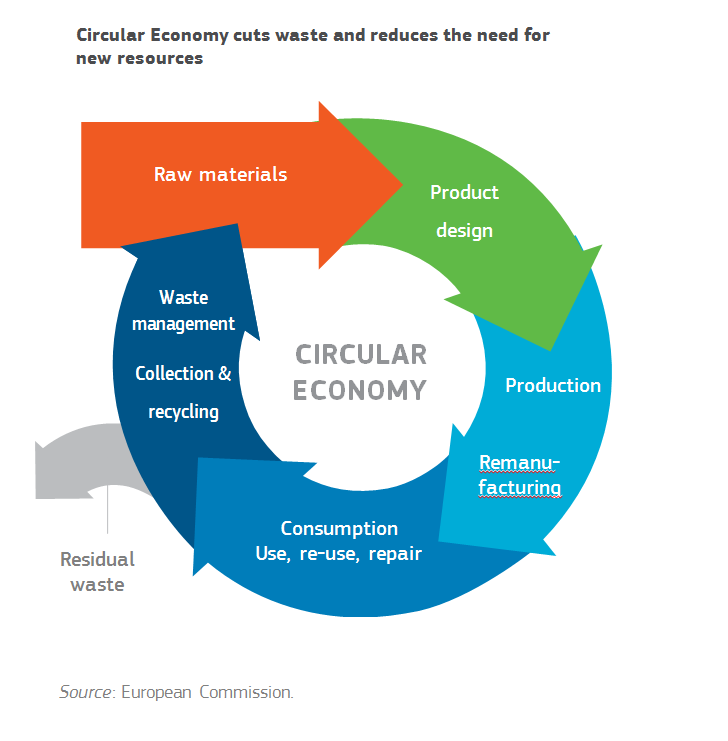 Circular Economy cuts waste and reduces the need for
new resources
Raw materials
Product
design
Production
Remanu-
facturing
Consumption
Use, re-use, repair
Waste
management
Collection &
recycling
Residual
waste
CIRCULAR
ECONOMY
Source: European Commission.